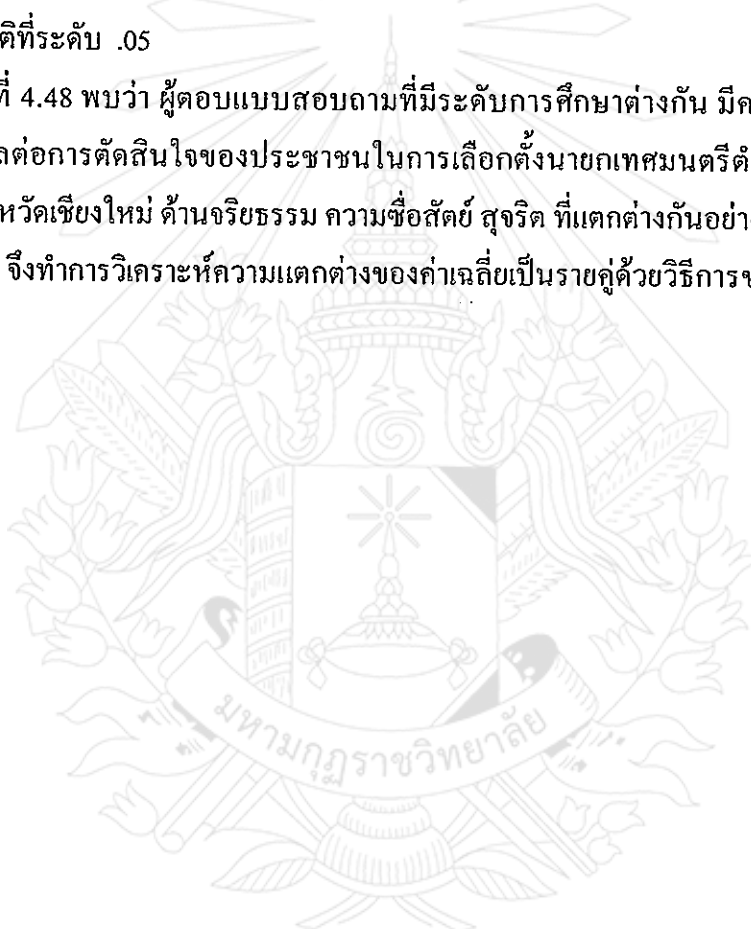 ติที่ระดับ .05
ที่ 4.48 พบว่า ผู้ตอบแบบสอบถามที่มีระดับการศึกษาต่างกัน มีค
ลต่อการตัดสินใจของประชาชนในการเลือกตั้งนายกเทศมนตรีตํ
หวัดเชียงใหม่ ด้านจริยธรรม ความซื่อสัตย์ สุจริต ที่แตกต่างกันอย่า
จึงทำการวิเคราะห์ความแตกต่างของค่าเฉลี่ยเป็นรายคู่ด้วยวิธีการข
มหามกุฏราชวิทยาลัย